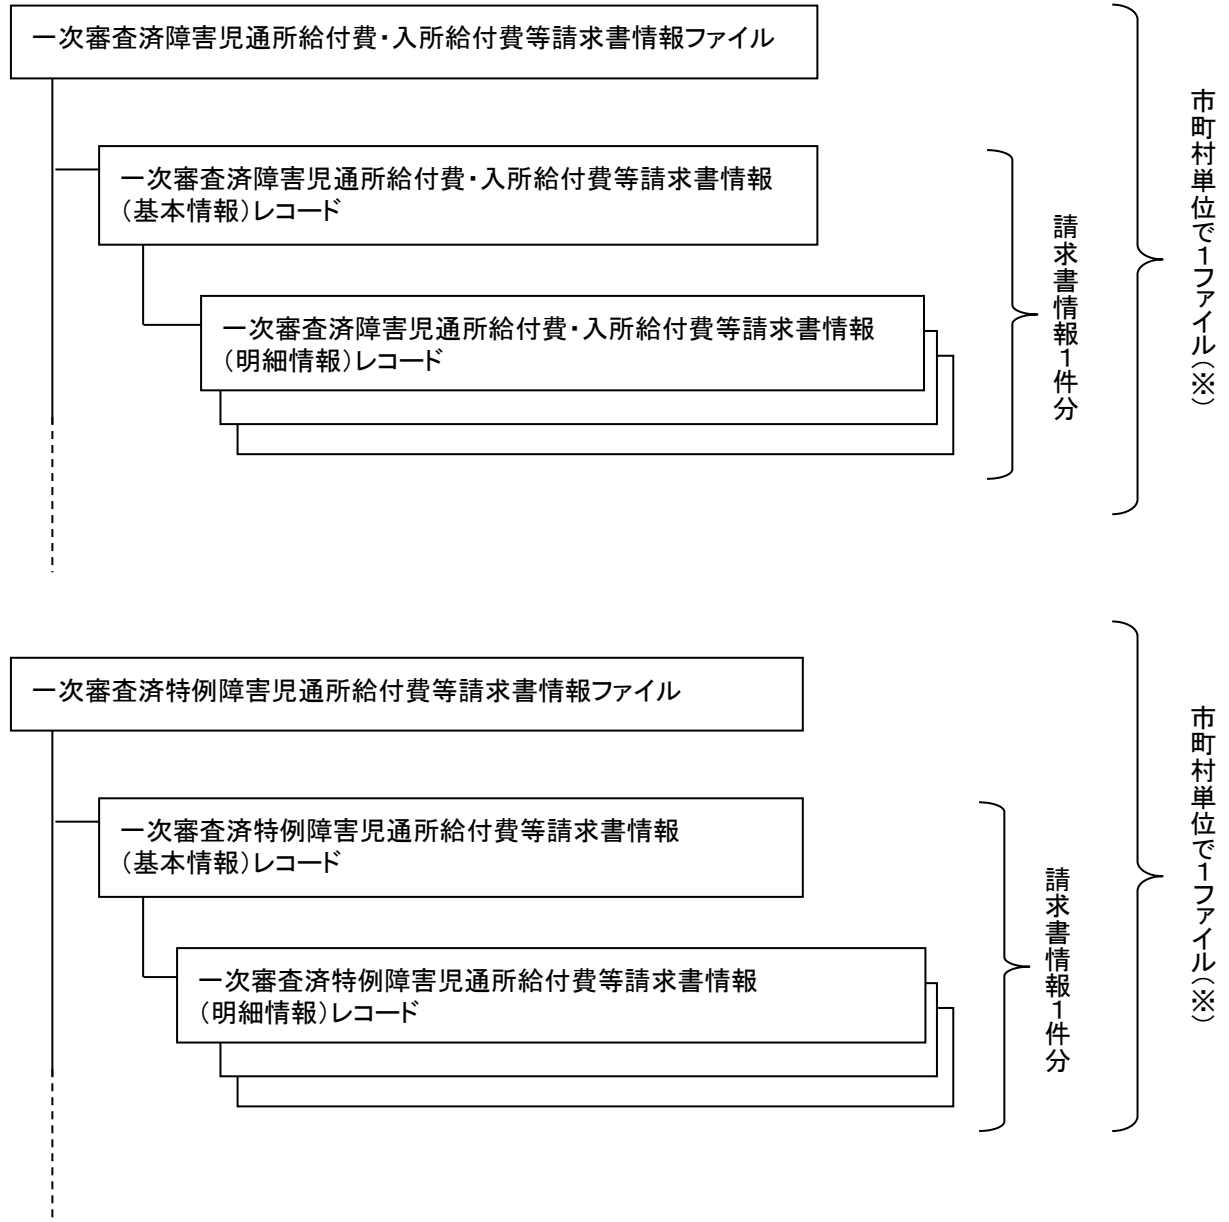 一次審査済障害児通所給付費・入所給付費等請求書情報ファイル
一次審査済障害児通所給付費・入所給付費等請求書情報
（基本情報）レコード
一次審査済障害児通所給付費・入所給付費等請求書情報
（明細情報）レコード
請求書情報1件分
市町村単位で1ファイル（※）
一次審査済特例障害児通所給付費等請求書情報ファイル
一次審査済特例障害児通所給付費等請求書情報
（基本情報）レコード
一次審査済特例障害児通所給付費等請求書情報
（明細情報）レコード
請求書情報1件分
市町村単位で1ファイル（※）